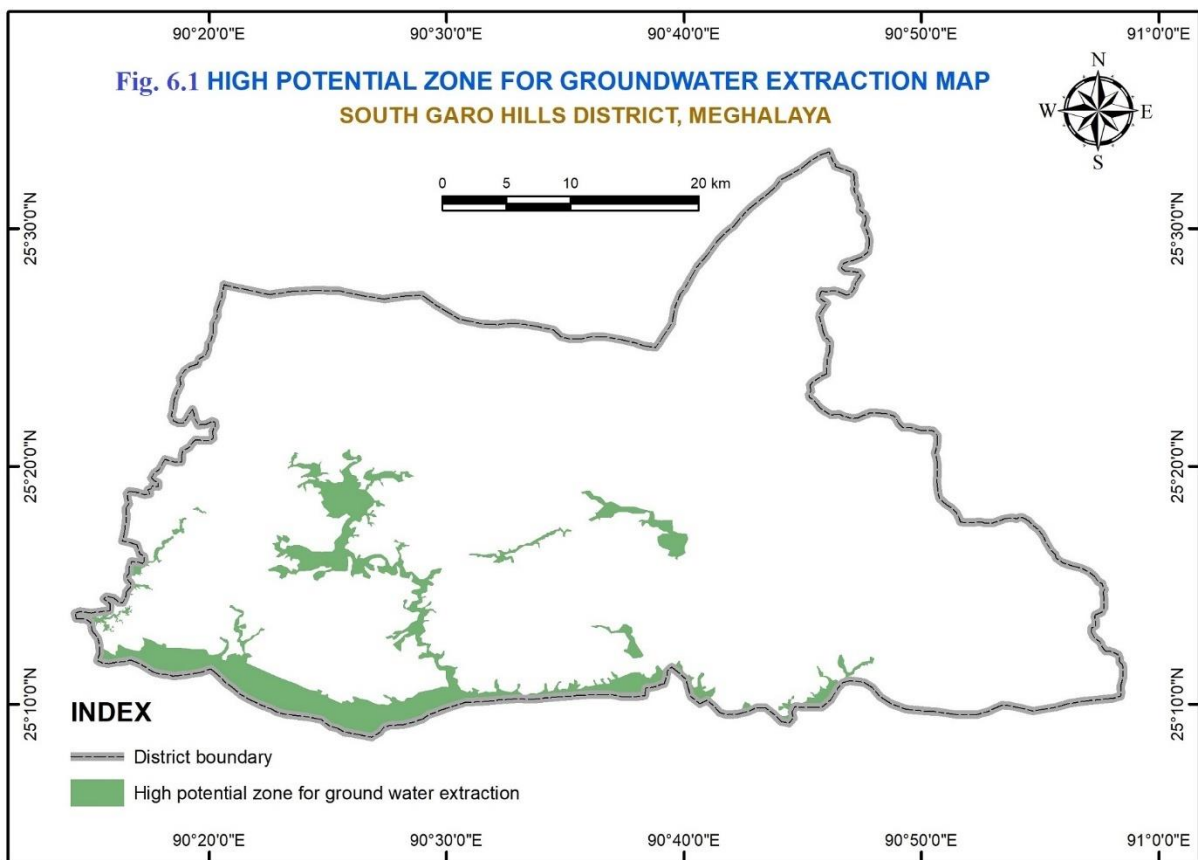 90°20'0"E 90°30'0"E 90°40'0"E 90°50'0"E 91°0'0"E
Fig. 6.1 HIGH POTENTIAL ZONE FOR GROUNDWATER EXTRACTION MAP
SOUTH GARO HILLS DISTRICT, MEGHALAYA
N
W E
S
0 5 10 20 km
25°30'0"N 25°30'0"N
25°20'0"N 25°20'0"N
25°10'0"N 25°10'0"N
INDEX
District boundary
High potential zone for ground water extraction
90°20'0"E 90°30'0"E 90°40'0"E 90°50'0"E 91°0'0"E